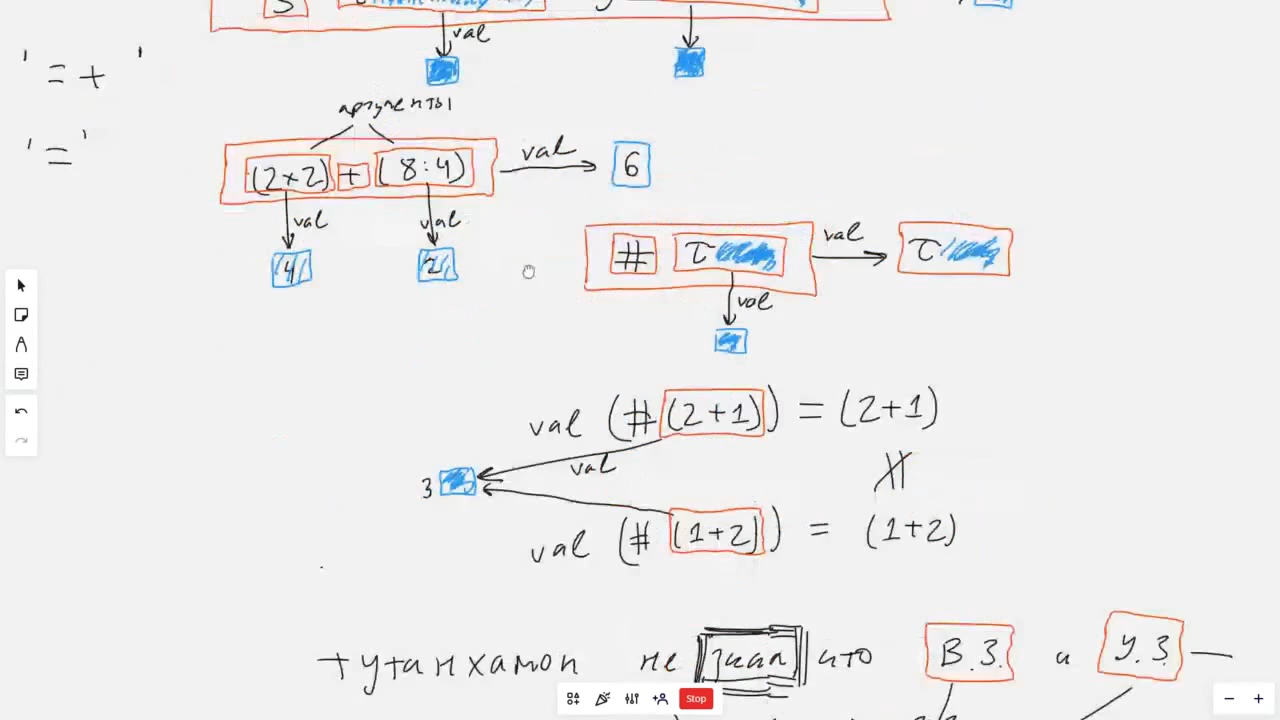 val
' = + '
аргументы
' = '
(2×2) + (8:4) val 6
val val
4 2
# τ val τ
val
val (# (2+1)) = (2+1)
val
3
val (# (1+2)) = (1+2)
тутанхамон не знал что В.З. и У.З. —
Stop